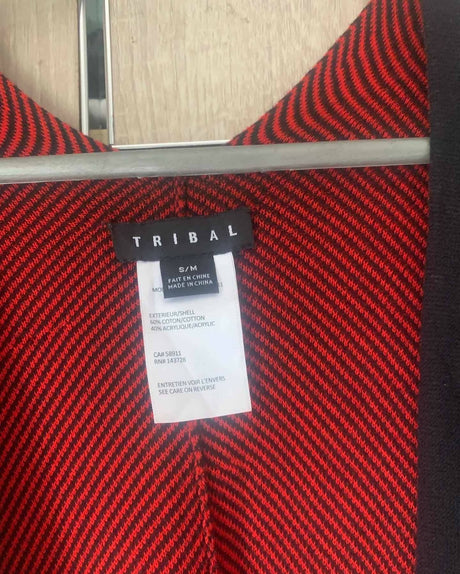 TRIBAL
S/M
FAIT EN CHINE
MADE IN CHINA
EXTERIEUR/SHELL
60% COTON/COTTON
40% ACRYLIQUE/ACRYLIC
CA# 58911
RN# 143728
ENTRETIEN VOIR L'ENVERS
SEE CARE ON REVERSE